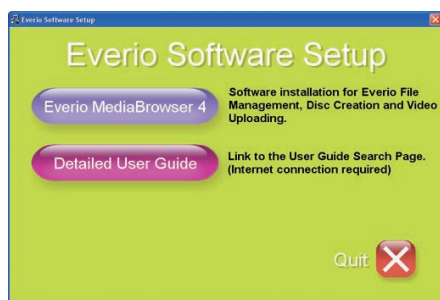 Everio Software Setup
Everio Software Setup
Everio MediaBrowser 4
Software installation for Everio File
Management, Disc Creation and Video
Uploading.
Detailed User Guide
Link to the User Guide Search Page.
(Internet connection required)
Quit